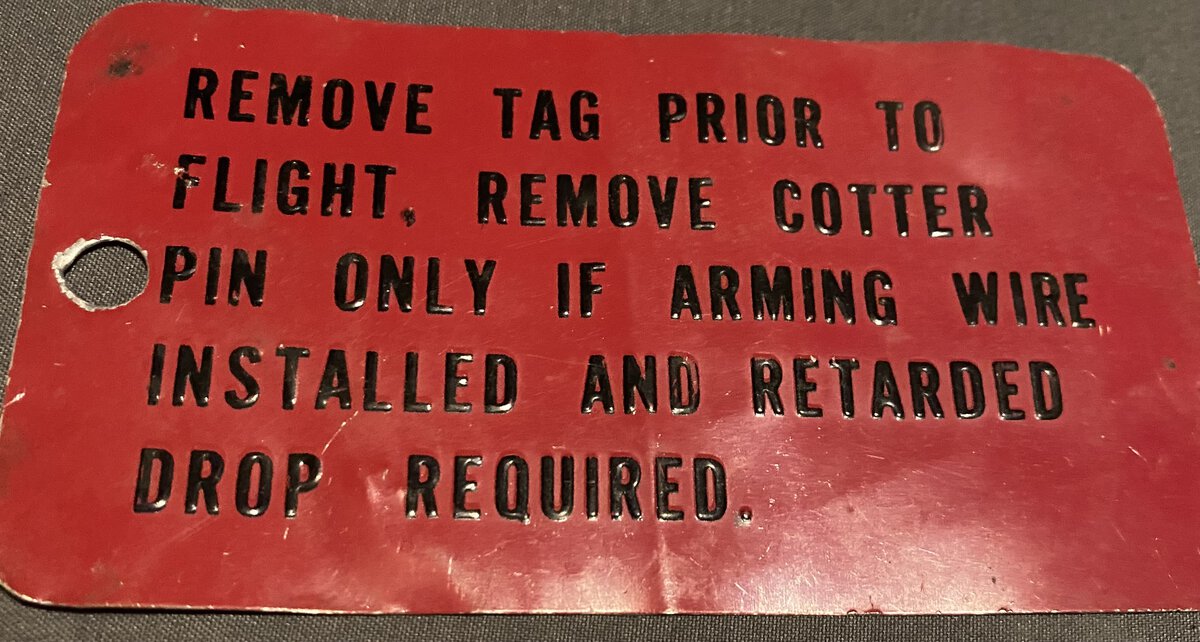 REMOVE TAG PRIOR TO
FLIGHT, REMOVE COTTER
PIN ONLY IF ARMING WIRE
INSTALLED AND RETARDED
DROP REQUIRED.